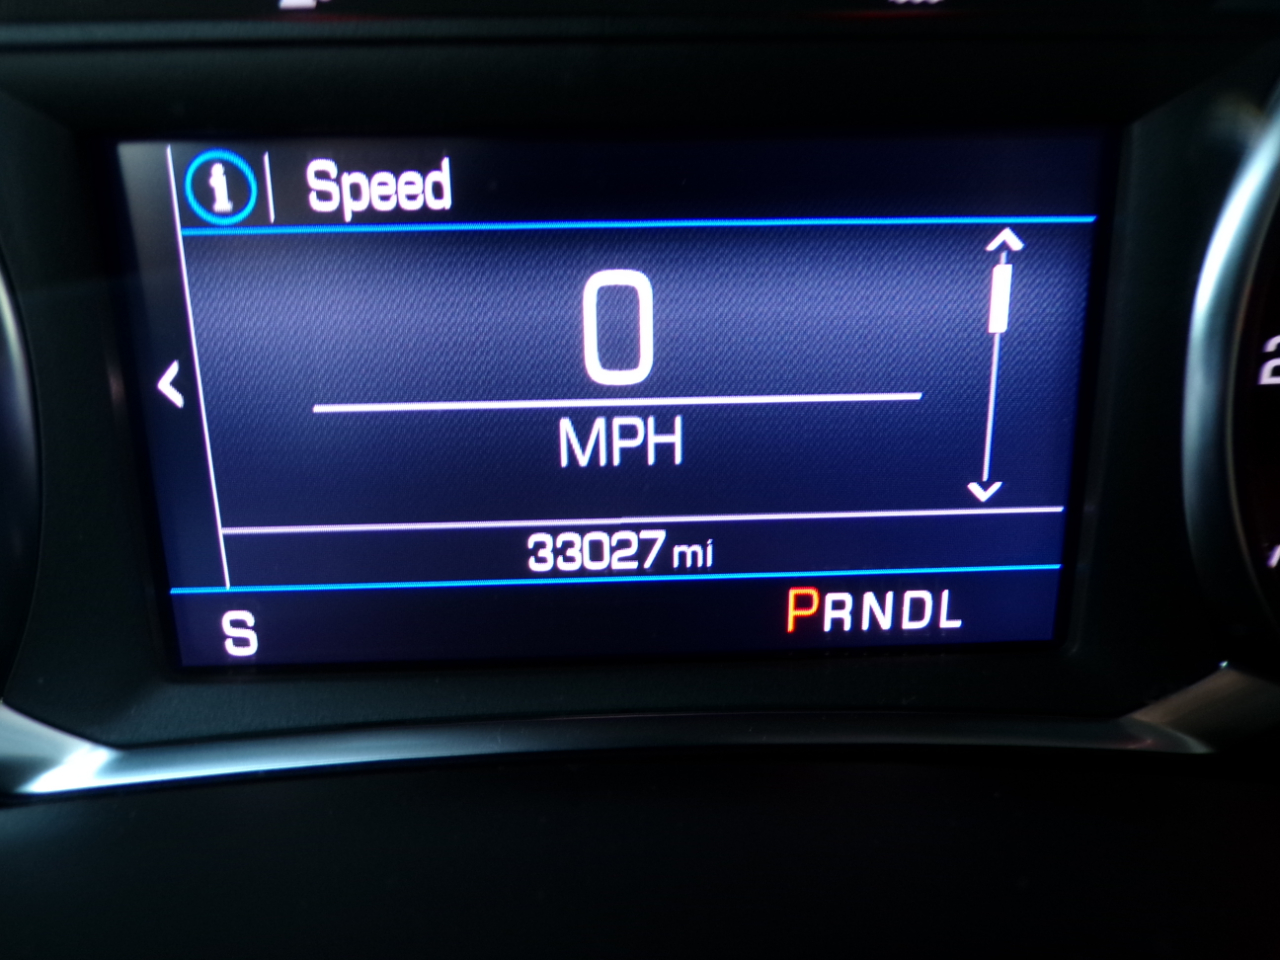 i Speed
0
MPH
33027 mi
S PRNDL